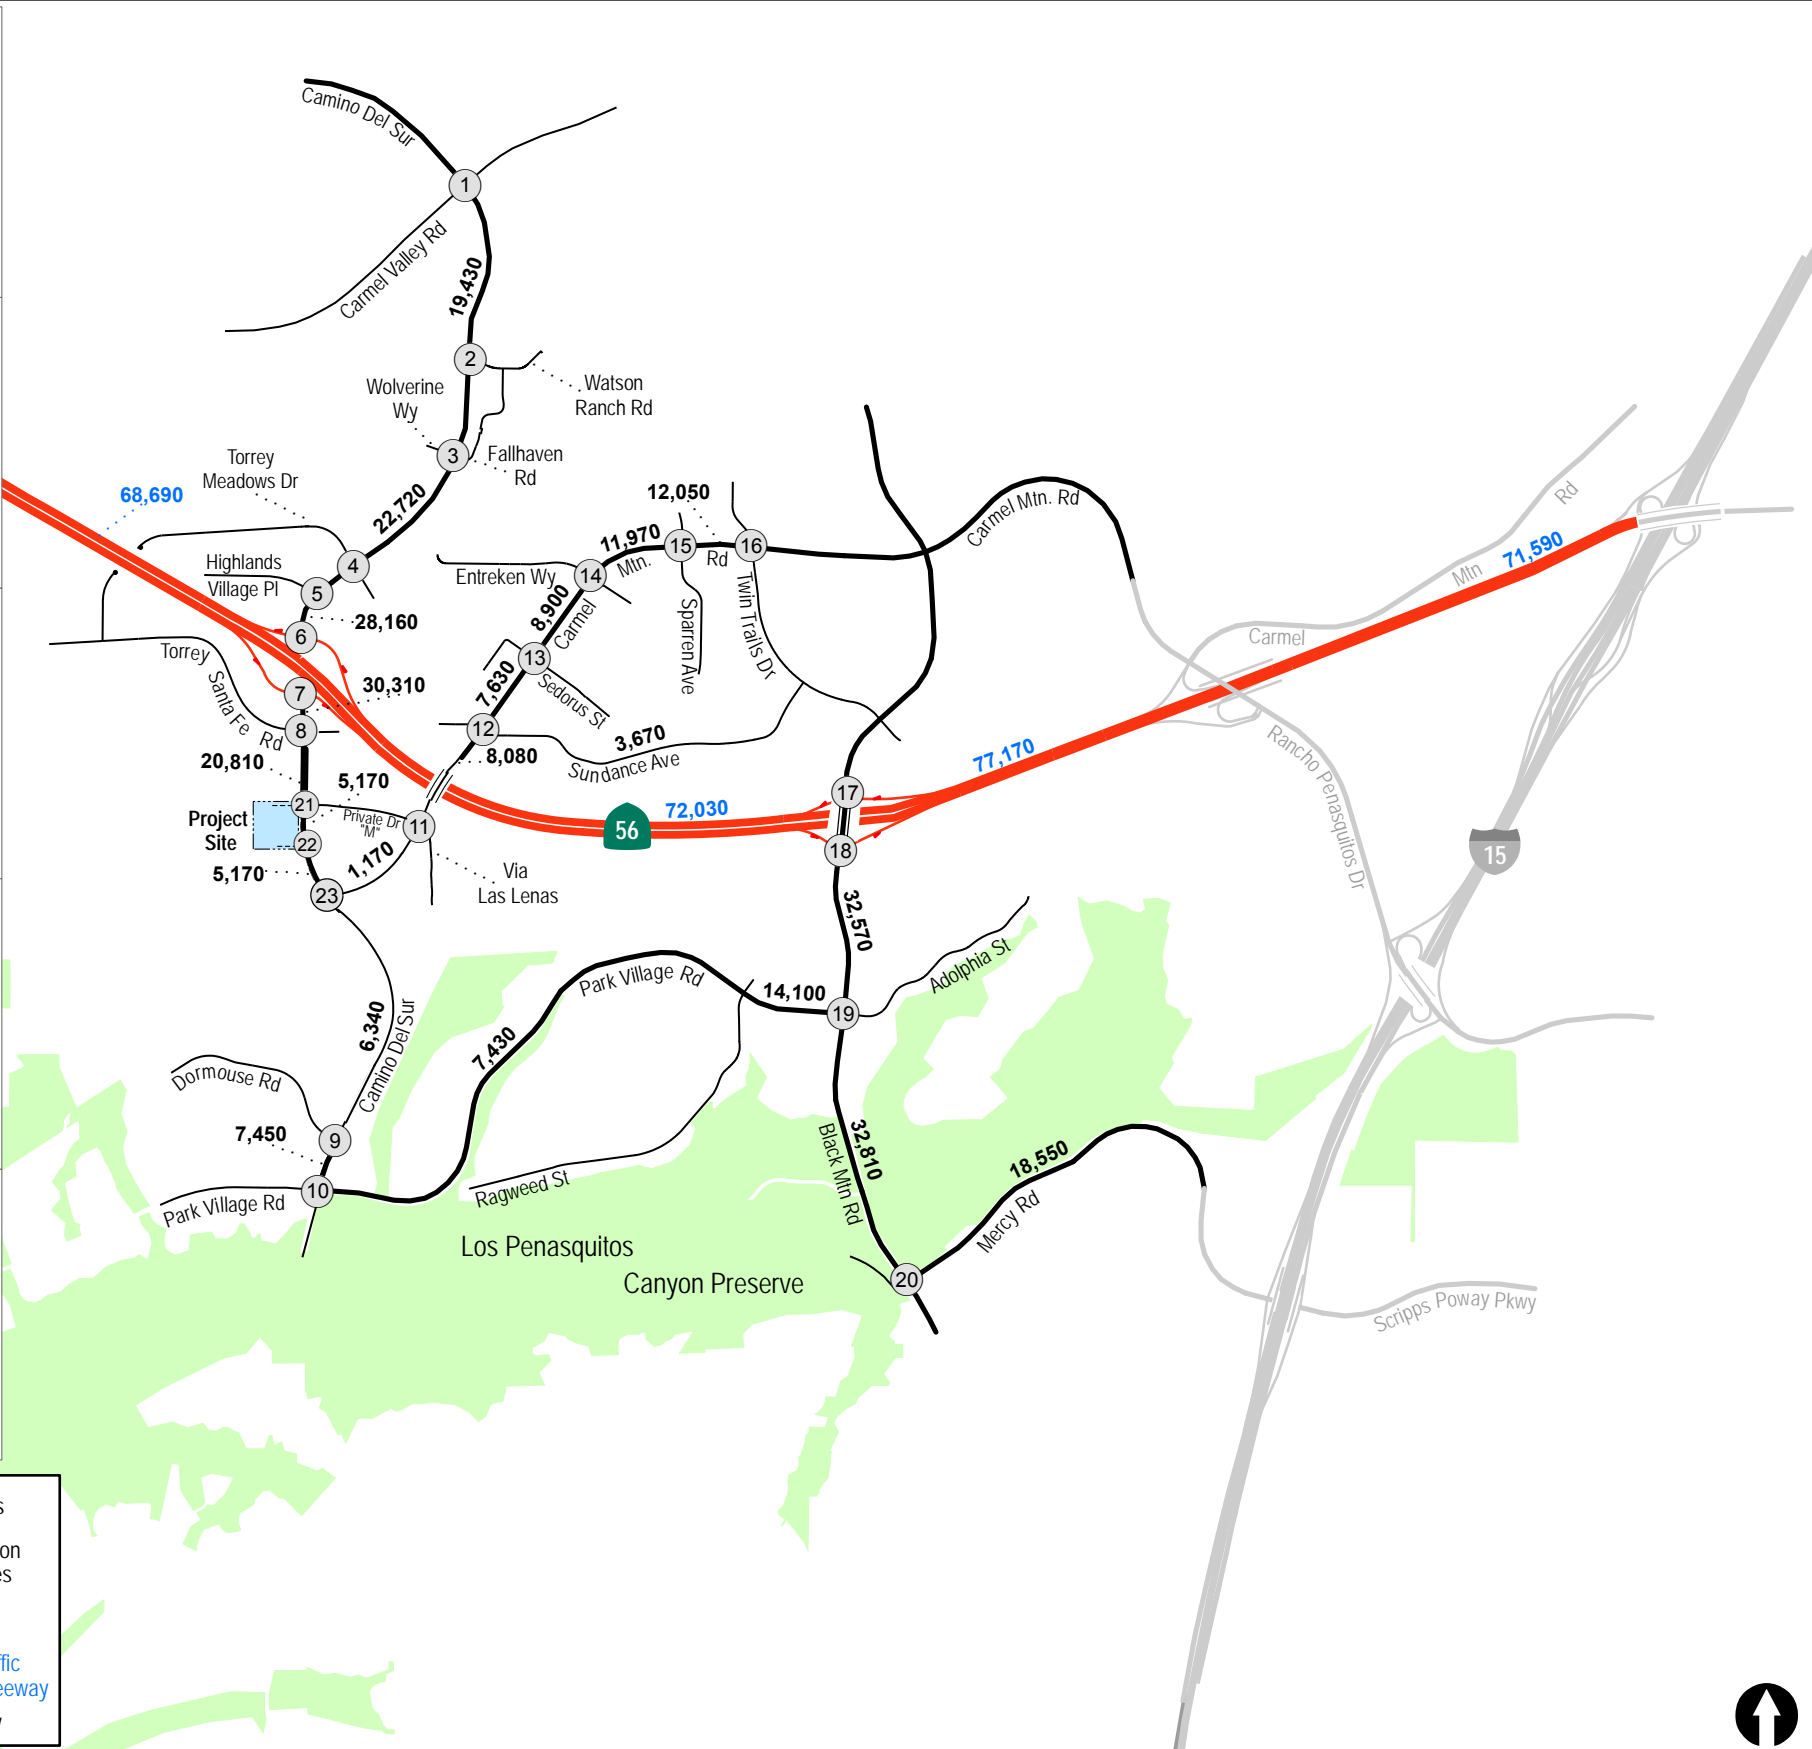 Camino Del Sur
1
Carmel Valley Rd
19,430
2
Wolverine
Wy
Watson
Ranch Rd
3
Fallhaven
Rd
Torrey
Meadows Dr
68,690
22,720
12,050
11,970
15
Rd
16
Mtn.
Carmel Mtn. Rd
Rd
71,590
Mtn
Carmel
Highlands
Village Pl
4
5
Entreken Wy
14
28,160
6
8,900
Carmel
Sparren Ave
Twin Trails Dr
Torrey
Santa Fe
Rd
13
7,630
Sedorus St
7
30,310
8
12
3,670
Sundance Ave
8,080
20,810
5,170
77,170
Rancho Penasquitos Dr
17
21
Private Dr
"M"
11
Project
Site
72,030
56
22
18
15
1,170
5,170
Via
Las Lenas
23
32,570
Adolphia St
Park Village Rd
14,100
19
6,340
Camino Del Sur
7,430
Dormouse Rd
7,450
9
32,810
Black Mtn Rd
18,550
Mercy Rd
10
Park Village Rd
Ragweed St
Los Penasquitos
Canyon Preserve
20
Scripps Poway Pkwy
s
on
es
ffic
eeway